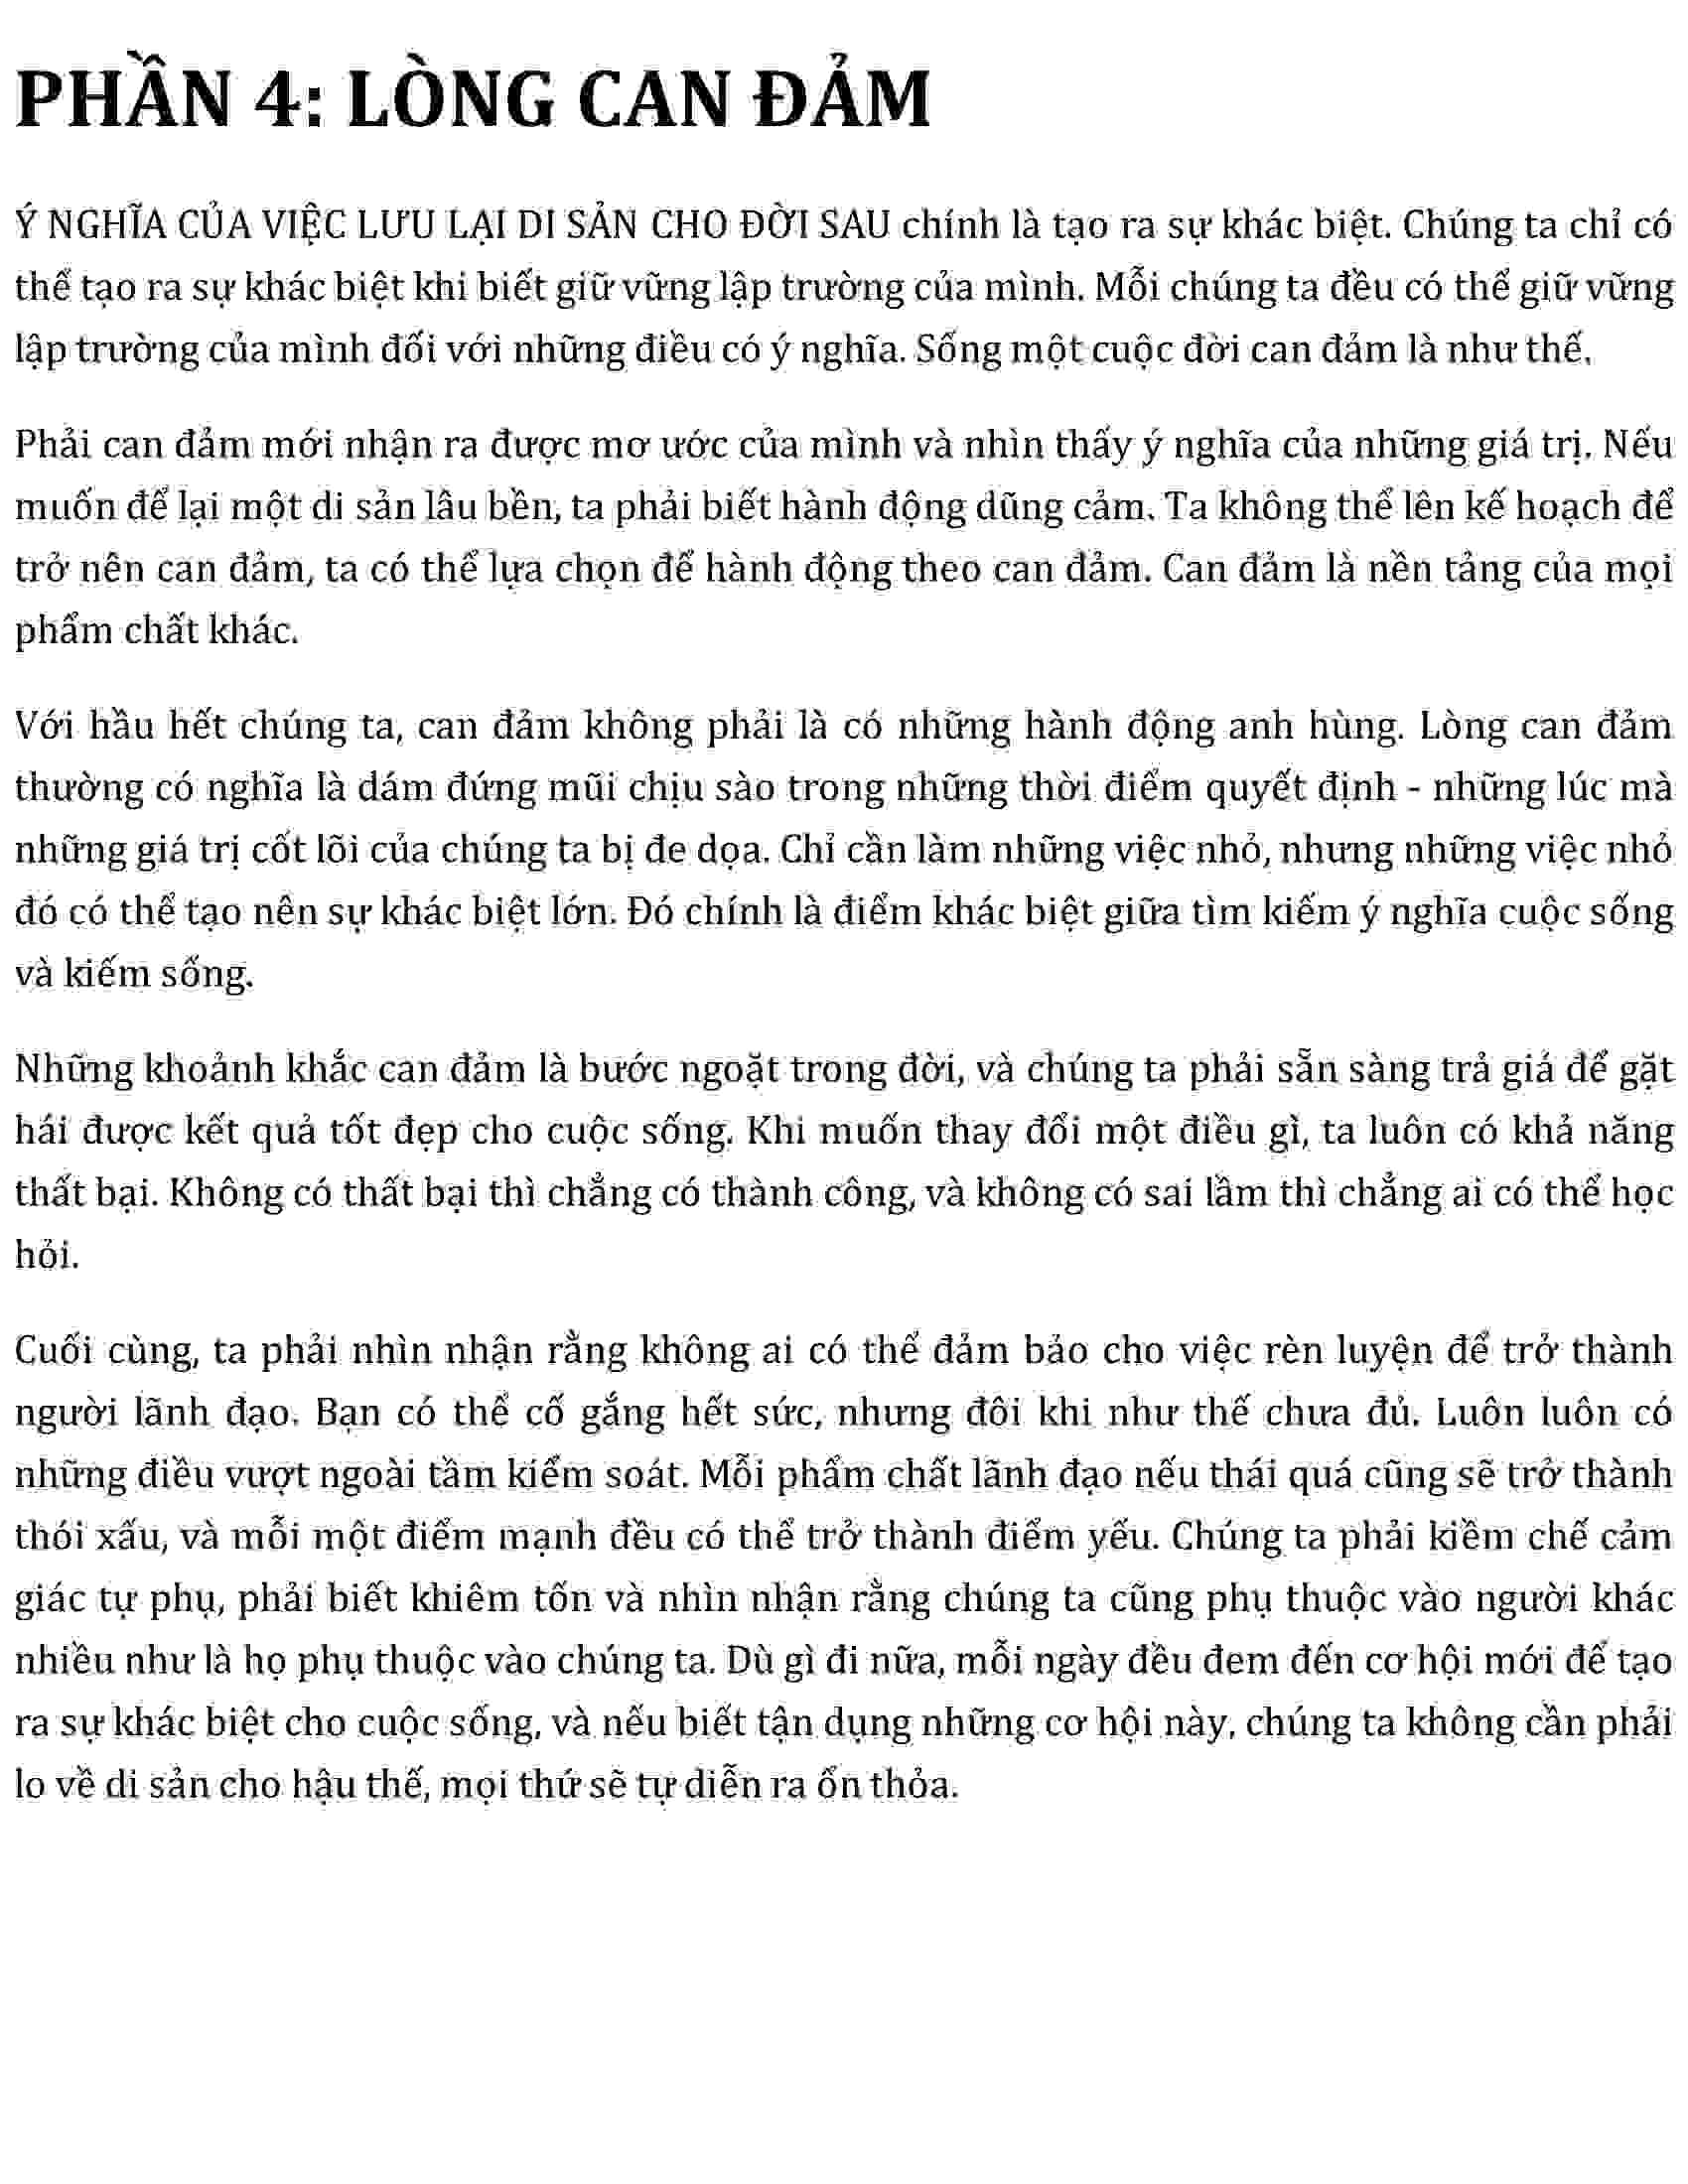 PHẦN 4: LÒNG CAN ĐẢM
Ý NGHĨA CỦA VIỆC LƯU LẠI DI SẢN CHO ĐỜI SAU chính là tạo ra sự khác biệt. Chúng ta chỉ có
thể tạo ra sự khác biệt khi biết giữ vững lập trường của mình. Mỗi chúng ta đều có thể giữ vững
lập trường của mình đối với những điều có ý nghĩa. Sống một cuộc đời can đảm là như thế.
Phải can đảm mới nhận ra được mơ ước của mình và nhìn thấy ý nghĩa của những giá trị. Nếu
muốn để lại một di sản lâu bền, ta phải biết hành động dũng cảm. Ta không thể lên kế hoạch để
trở nên can đảm, ta có thể lựa chọn để hành động theo can đảm. Can đảm là nền tảng của mọi
phẩm chất khác.
Với hầu hết chúng ta, can đảm không phải là có những hành động anh hùng. Lòng can đảm
thường có nghĩa là dám đứng mũi chịu sào trong những thời điểm quyết định - những lúc mà
những giá trị cốt lõi của chúng ta bị đe dọa. Chỉ cần làm những việc nhỏ, nhưng những việc nhỏ
đó có thể tạo nên sự khác biệt lớn. Đó chính là điểm khác biệt giữa tìm kiếm ý nghĩa cuộc sống
và kiếm sống.
Những khoảnh khắc can đảm là bước ngoặt trong đời, và chúng ta phải sẵn sàng trả giá để gặt
hái được kết quả tốt đẹp cho cuộc sống. Khi muốn thay đổi một điều gì, ta luôn có khả năng
thất bại. Không có thất bại thì chẳng có thành công, và không có sai lầm thì chẳng ai có thể học
hỏi.
Cuối cùng, ta phải nhìn nhận rằng không ai có thể đảm bảo cho việc rèn luyện để trở thành
người lãnh đạo. Bạn có thể cố gắng hết sức, nhưng đôi khi như thế chưa đủ. Luôn luôn có
những điều vượt ngoài tầm kiểm soát. Mỗi phẩm chất lãnh đạo nếu thái quá cũng sẽ trở thành
thói xấu, và mỗi một điểm mạnh đều có thể trở thành điểm yếu. Chúng ta phải kiềm chế cảm
giác tự phụ, phải biết khiêm tốn và nhìn nhận rằng chúng ta cũng phụ thuộc vào người khác
nhiều như là họ phụ thuộc vào chúng ta. Dù gì đi nữa, mỗi ngày đều đem đến cơ hội mới để tạo
ra sự khác biệt cho cuộc sống, và nếu biết tận dụng những cơ hội này, chúng ta không cần phải
lo về di sản cho hậu thế, mọi thứ sẽ tự diễn ra ổn thỏa.